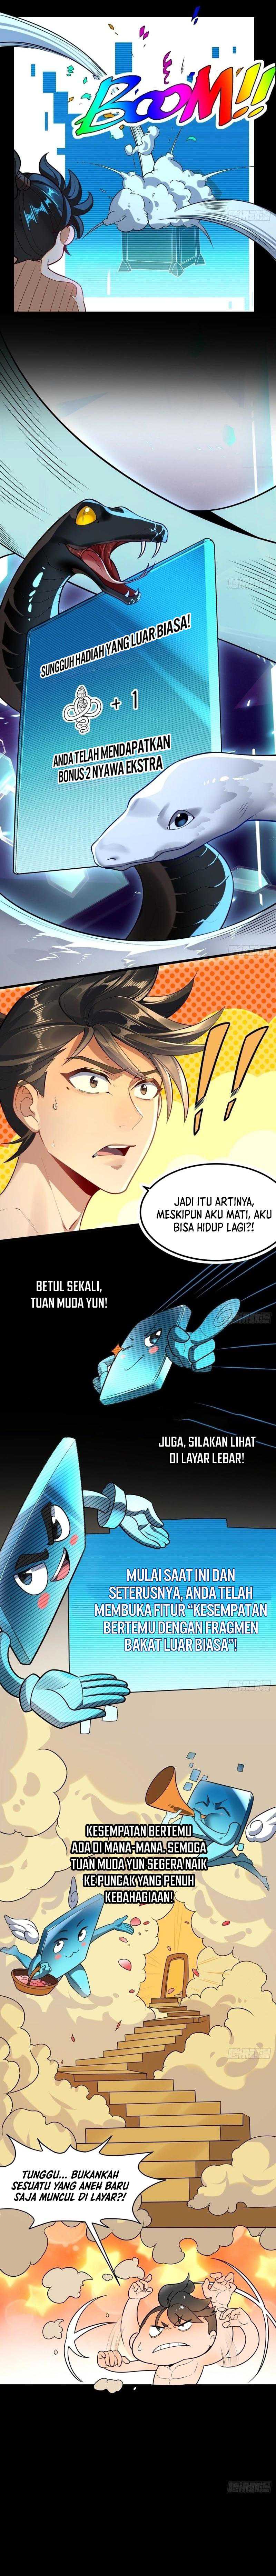 BOOM!!
SUNGGUH HADIAH YANG LUAR BIASA!
+ 1
ANDA TELAH MENDAPATKAN
BONUS 2 NYAWA EKSTRA
!!
JADI ITU ARTINYA,
MESKIPUN AKU MATI, AKU
BISA HIDUP LAGI?!
BETUL SEKALI,
TUAN MUDA YUN!
JUGA, SILAKAN LIHAT
DI LAYAR LEBAR!
MULAI SAAT INI DAN
SETERUSNYA, ANDA TELAH
MEMBUKA FITUR “KESEMPATAN
BERTEMU DENGAN FRAGMEN
BAKAT LUAR BIASA”!
KESEMPATAN BERTEMU
ADA DI MANA-MANA. SEMOGA
TUAN MUDA YUN SEGERA NAIK
KE PUNCAK YANG PENUH
KEBAHAGIAAN!
TUNGGU... BUKANKAH
SESUATU YANG ANEH BARU
SAJA MUNCUL DI LAYAR?!